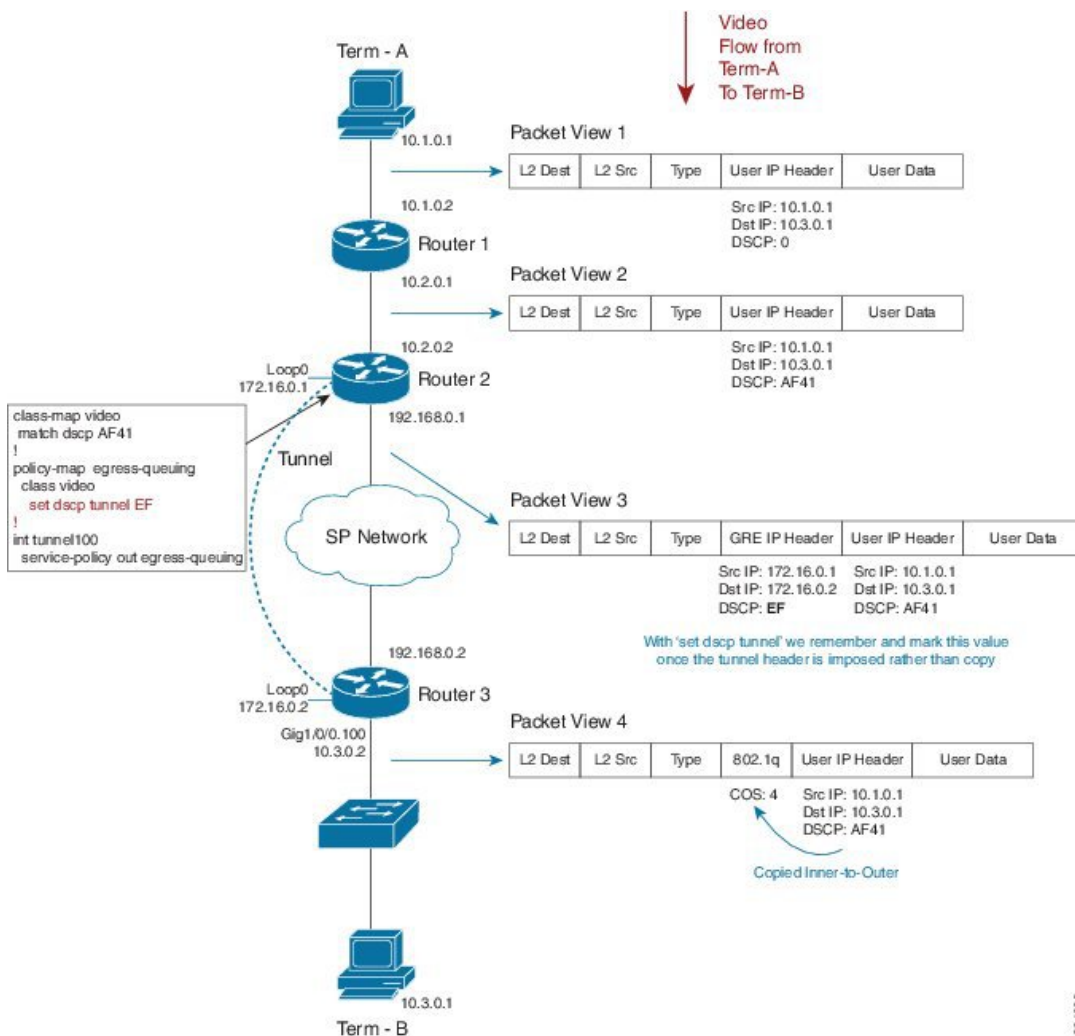 Video
Flow from
Term-A
To Term-B
Term - A
10.1.0.1
Packet View 1
L2 Dest L2 Src Type User IP Header User Data
Src IP: 10.1.0.1
Dst IP: 10.3.0.1
DSCP: 0
10.1.0.2
Router 1
10.2.0.1
Packet View 2
L2 Dest L2 Src Type User IP Header User Data
Src IP: 10.1.0.1
Dst IP: 10.3.0.1
DSCP: AF41
10.2.0.2
Loop0
172.16.0.1
Router 2
192.168.0.1
class-map video
match dscp AF41
!
policy-map egress-queuing
class video
set dscp tunnel EF
!
int tunnel100
service-policy out egress-queuing
Tunnel
SP Network
Packet View 3
L2 Dest L2 Src Type GRE IP Header User IP Header User Data
Src IP: 172.16.0.1 Src IP: 10.1.0.1
Dst IP: 172.16.0.2 Dst IP: 10.3.0.1
DSCP: EF DSCP: AF41
With 'set dscp tunnel' we remember and mark this value
once the tunnel header is imposed rather than copy
192.168.0.2
Loop0
172.16.0.2
Router 3
Gig1/0/0.100
10.3.0.2
Packet View 4
L2 Dest L2 Src Type 802.1q User IP Header User Data
COS: 4 Src IP: 10.1.0.1
Dst IP: 10.3.0.1
DSCP: AF41
Copied Inner-to-Outer
10.3.0.1
Term - B